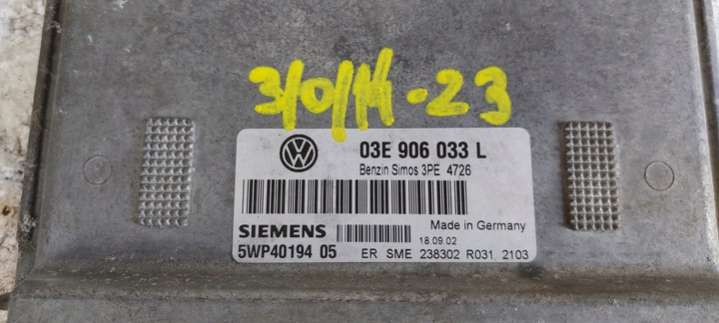 3/0/14-23
03E 906 033 L
Benzin Simos 3PE 4726
SIEMENS
Made in Germany
18.09.02
5WP40194 05
ER SME 238302 R031 2103